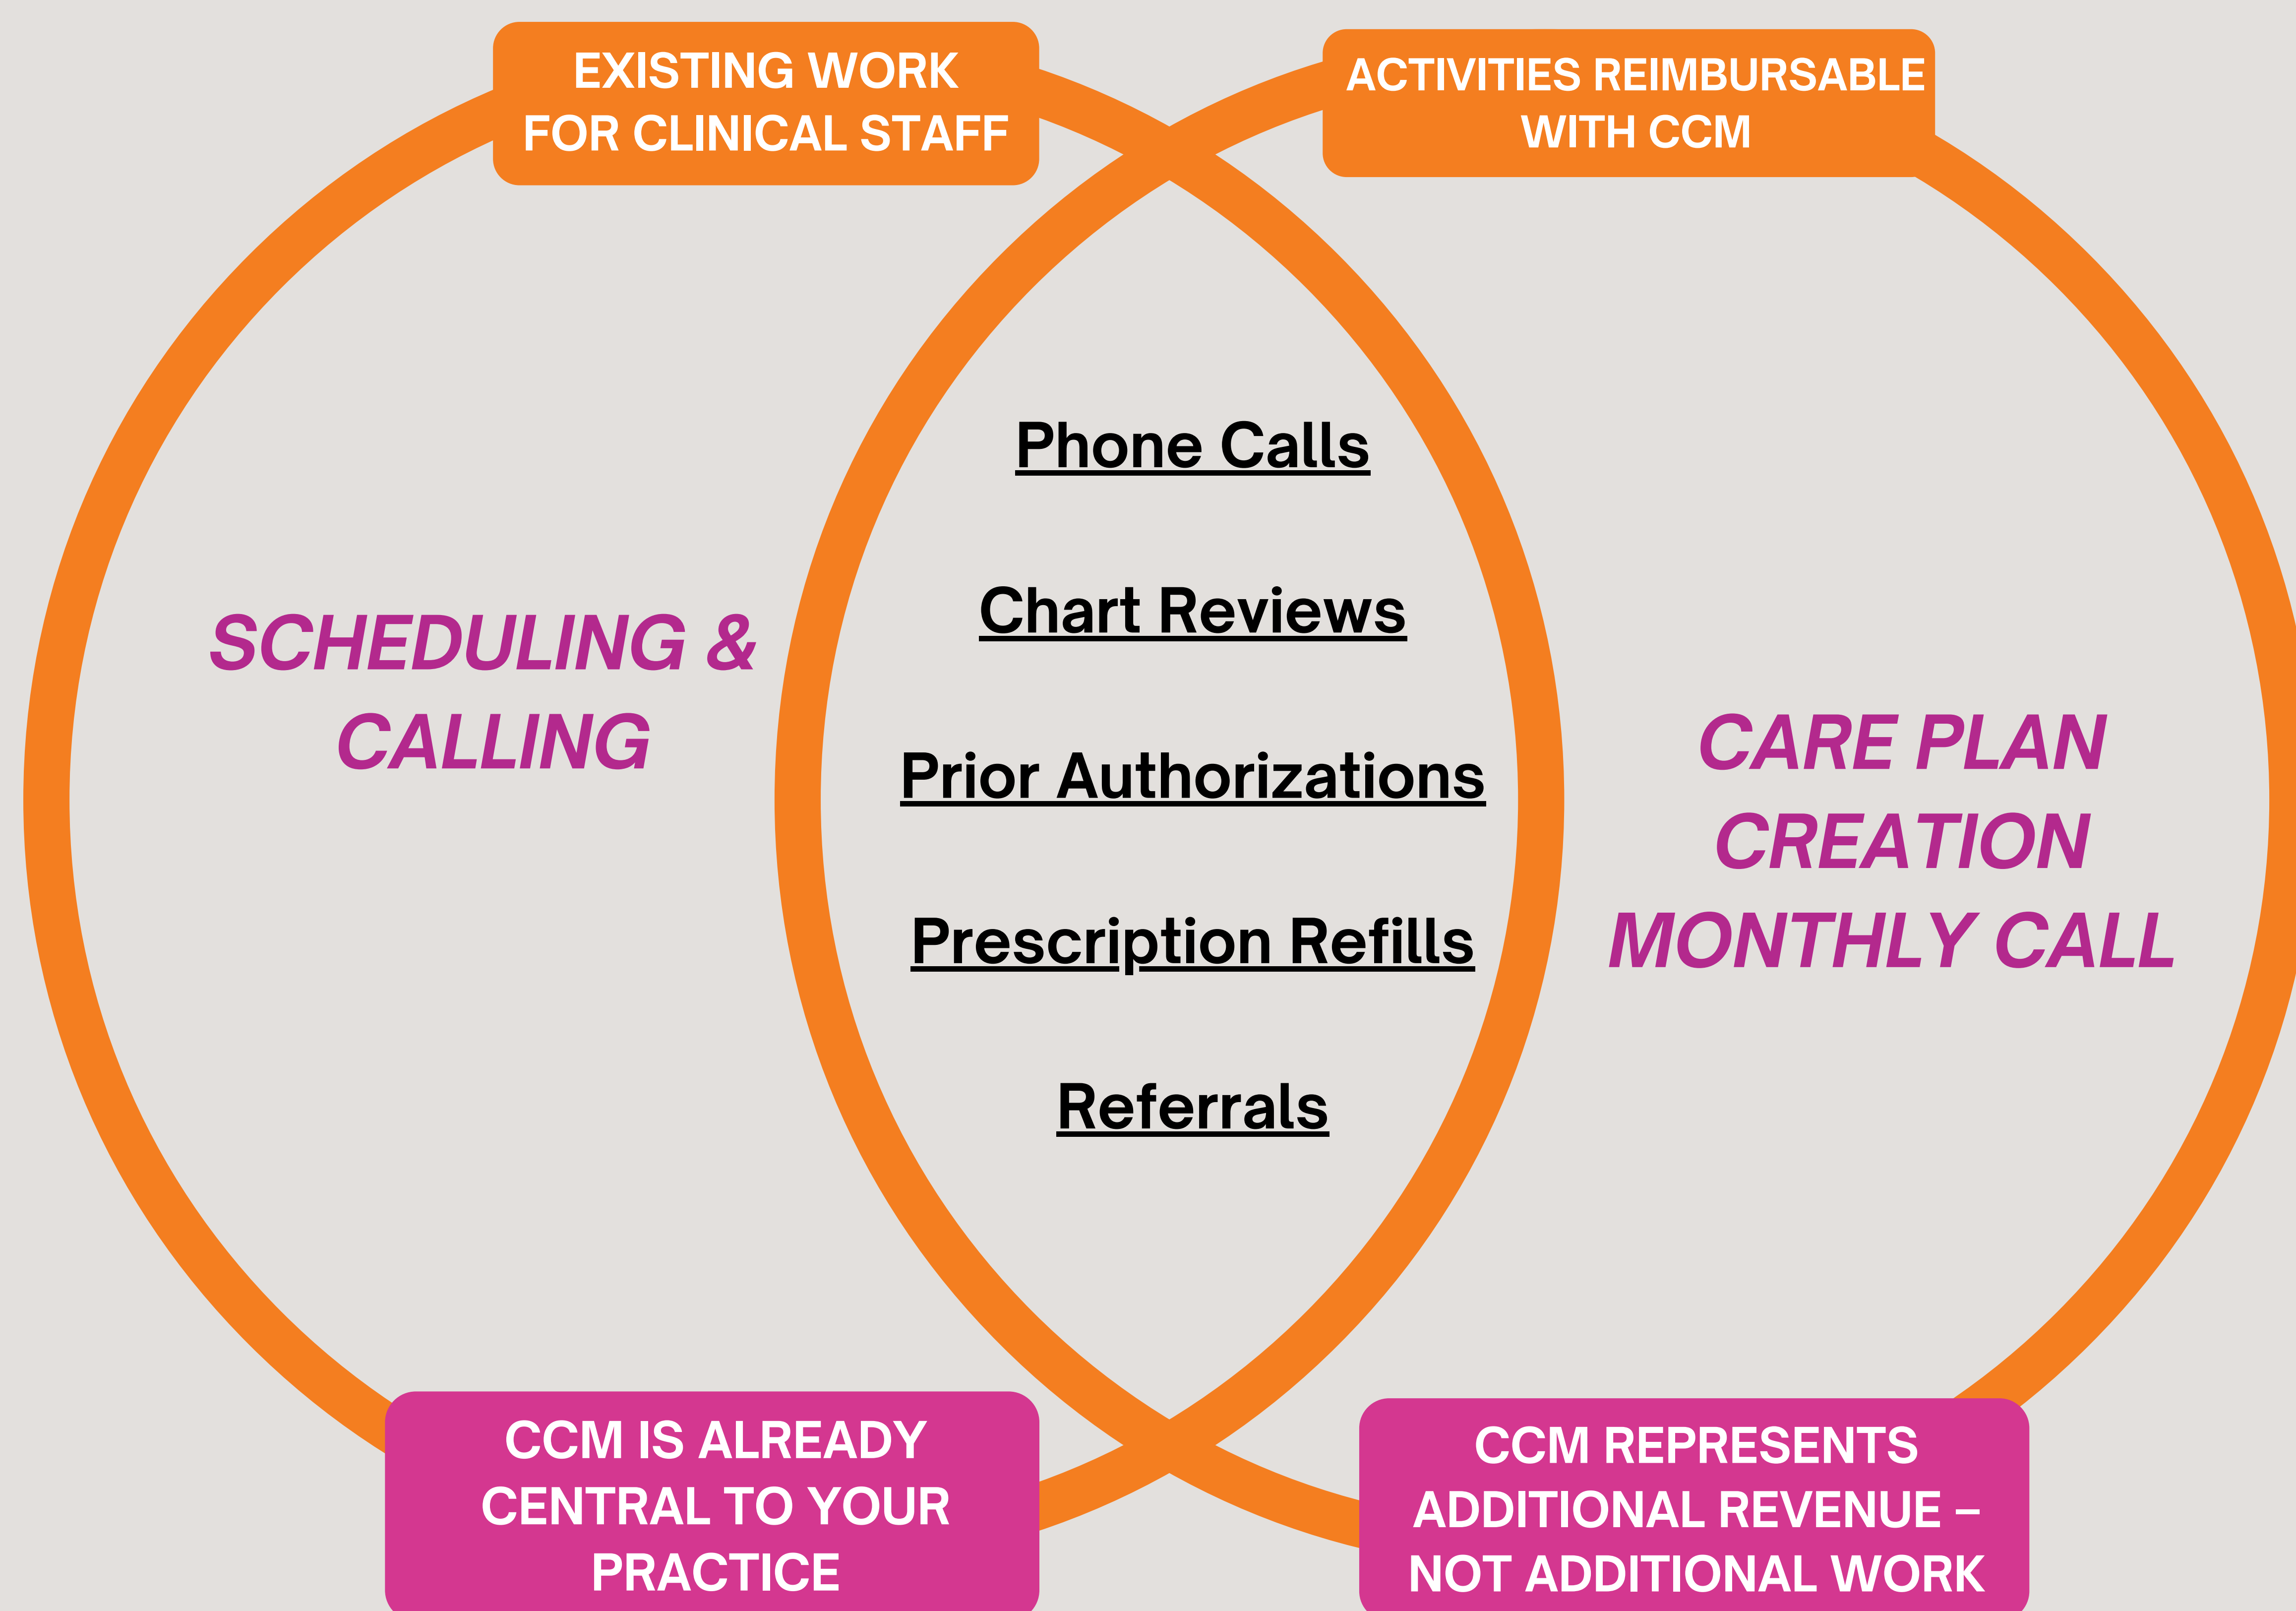 EXISTING WORK
FOR CLINICAL STAFF
ACTIVITIES REIMBURSABLE
WITH CCM
SCHEDULING &
CALLING
Phone Calls
Chart Reviews
Prior Authorizations
Prescription Refills
Referrals
CARE PLAN
CREATION
MONTHLY CALL
CCM IS ALREADY
CENTRAL TO YOUR
PRACTICE
CCM REPRESENTS
ADDITIONAL REVENUE –
NOT ADDITIONAL WORK